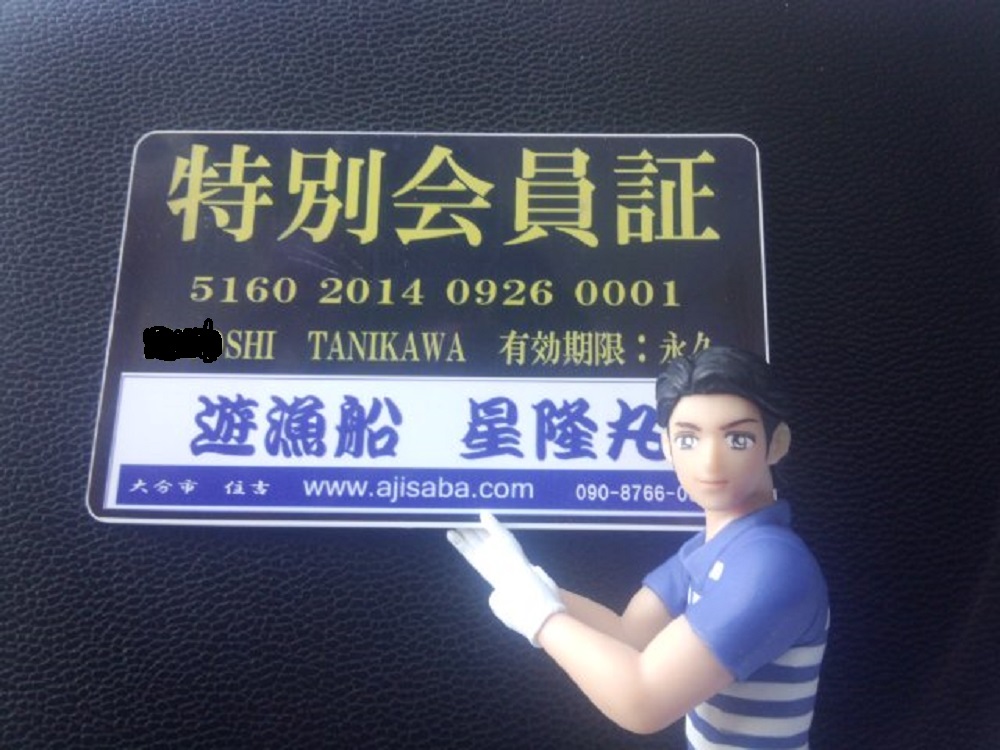 特別会員証
5160 2014 0926 0001
SHI TANIKAWA 有効期限：永久
遊漁船 星隆丸
大分市 住吉 www.ajisaba.com 090-8766-